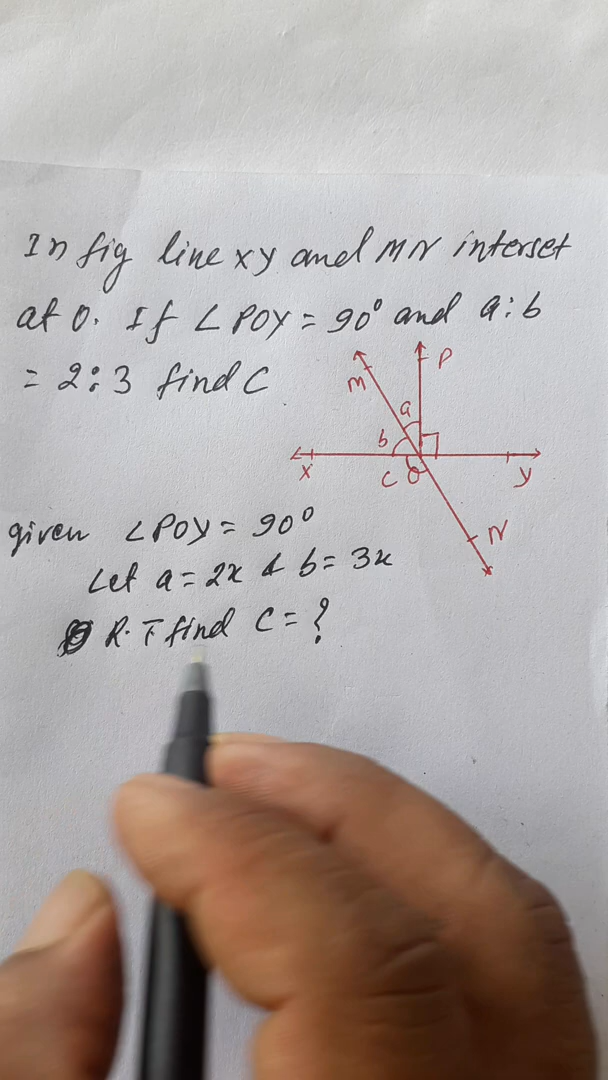 In fig line xy and MN interset
at O. If ∠POY = 90° and a:b
= 2:3 find C
P
M
a
b
X
C
O
y
N
given ∠POY = 90°
Let a = 2x & b = 3x
R.T find C = ?